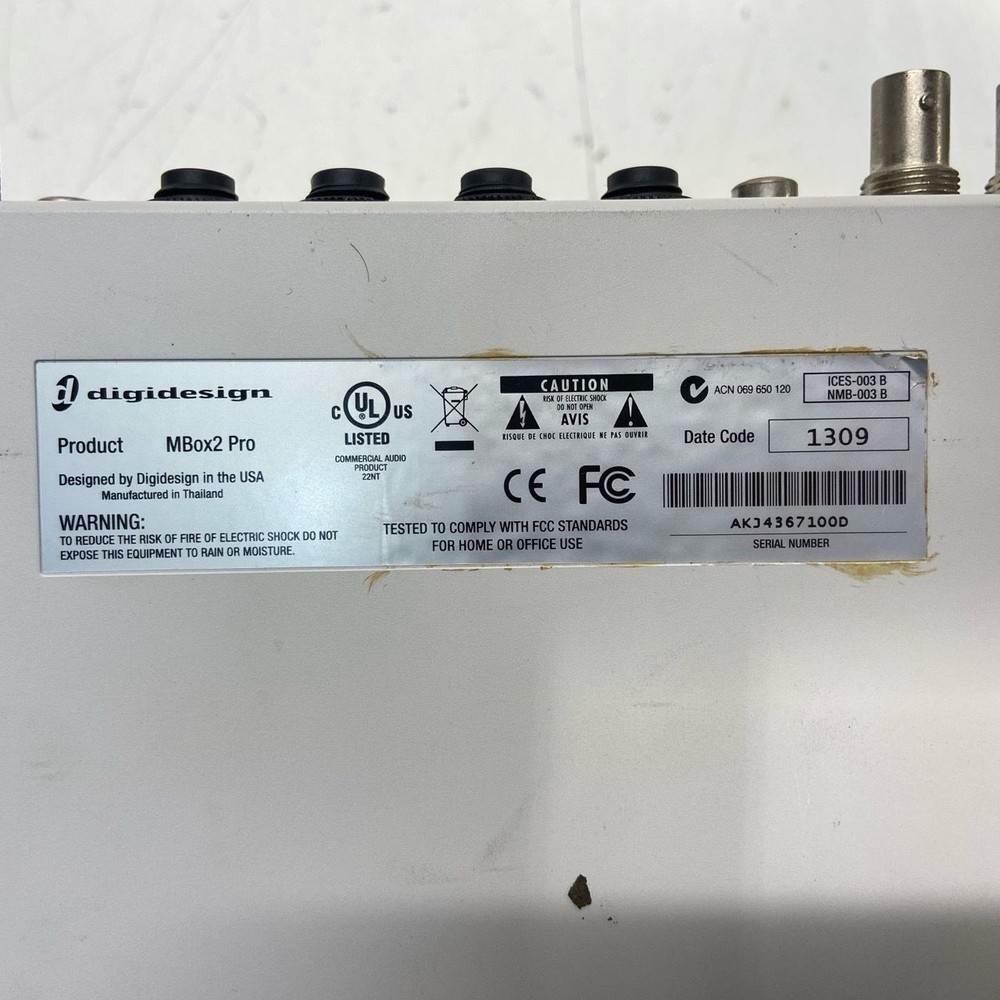 digidesign
Product MBox2 Pro
Designed by Digidesign in the USA
Manufactured in Thailand
WARNING:
TO REDUCE THE RISK OF FIRE OF ELECTRIC SHOCK DO NOT
EXPOSE THIS EQUIPMENT TO RAIN OR MOISTURE.
C UL US
LISTED
COMMERCIAL AUDIO
PRODUCT
22NT
CAUTION
RISK OF ELECTRIC SHOCK
DO NOT OPEN
AVIS
RISQUE DE CHOC ELECTRIQUE NE PAS OUVRIR
CE FC
TESTED TO COMPLY WITH FCC STANDARDS
FOR HOME OR OFFICE USE
ACN 069 650 120
ICES-003 B
NMB-003 B
Date Code 1309
AKJ4367100D
SERIAL NUMBER